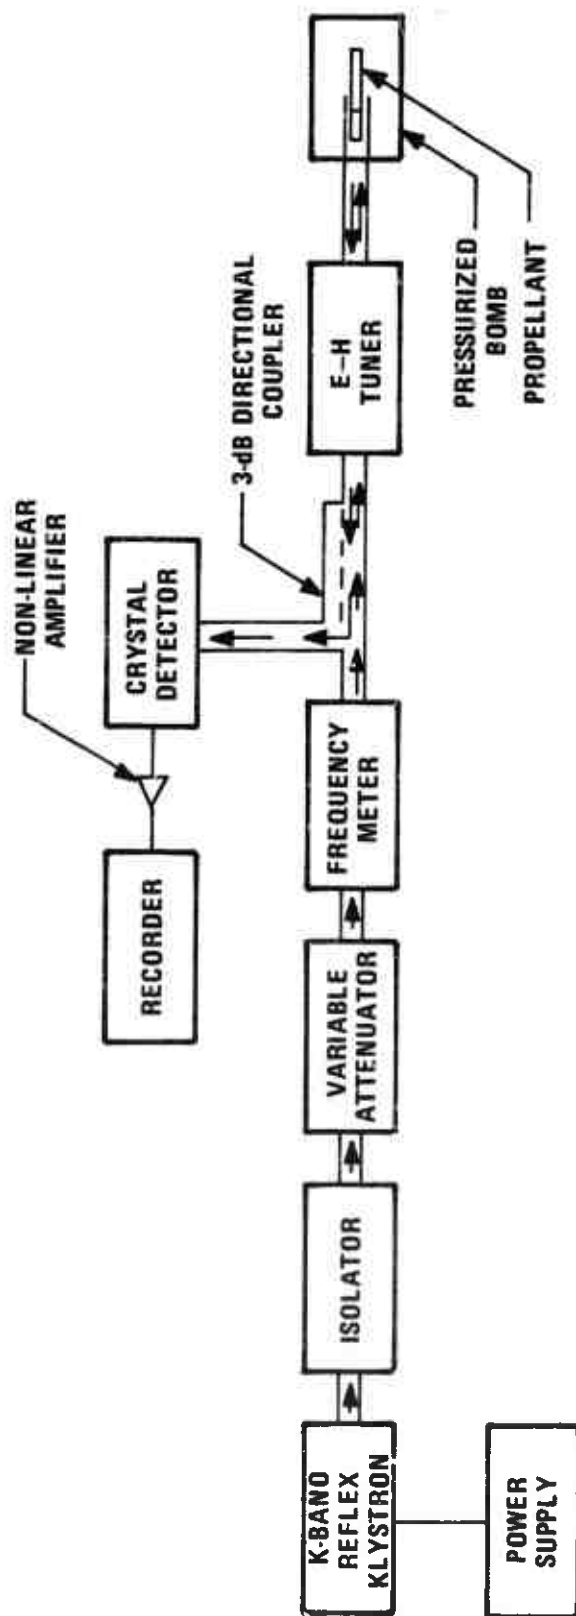 NON-LINEAR
AMPLIFIER
RECORDER
CRYSTAL
DETECTOR
3-dB DIRECTIONAL
COUPLER
K-BANO
REFLEX
KLYSTRON
ISOLATOR
VARIABLE
ATTENUATOR
FREQUENCY
METER
E-H
TUNER
POWER
SUPPLY
PRESSURIZED
BOMB
PROPELLANT